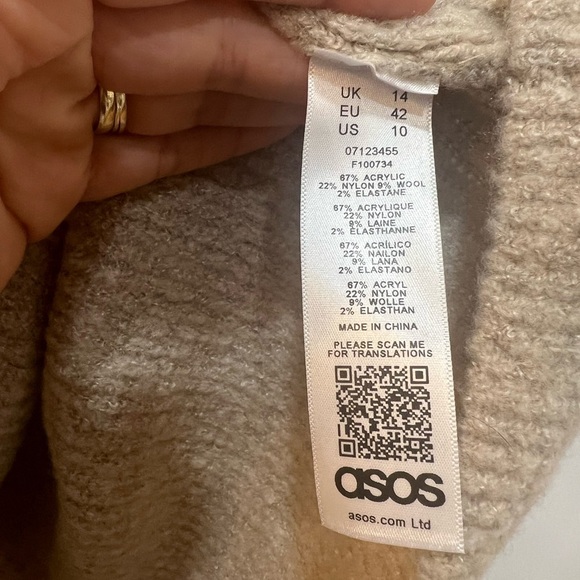 UK 14
EU 42
US 10
07123455
F100734
67% ACRYLIC
22% NYLON 9% WOOL
2% ELASTANE
67% ACRYLIQUE
22% NYLON
9% LAINE
2% ÉLASTHANNE
67% ACRÍLICO
22% NAILON
9% LANA
2% ELASTANO
67% ACRYL
22% NYLON
9% WOLLE
2% ELASTHAN
MADE IN CHINA
PLEASE SCAN ME
FOR TRANSLATIONS
asos
asos.com Ltd